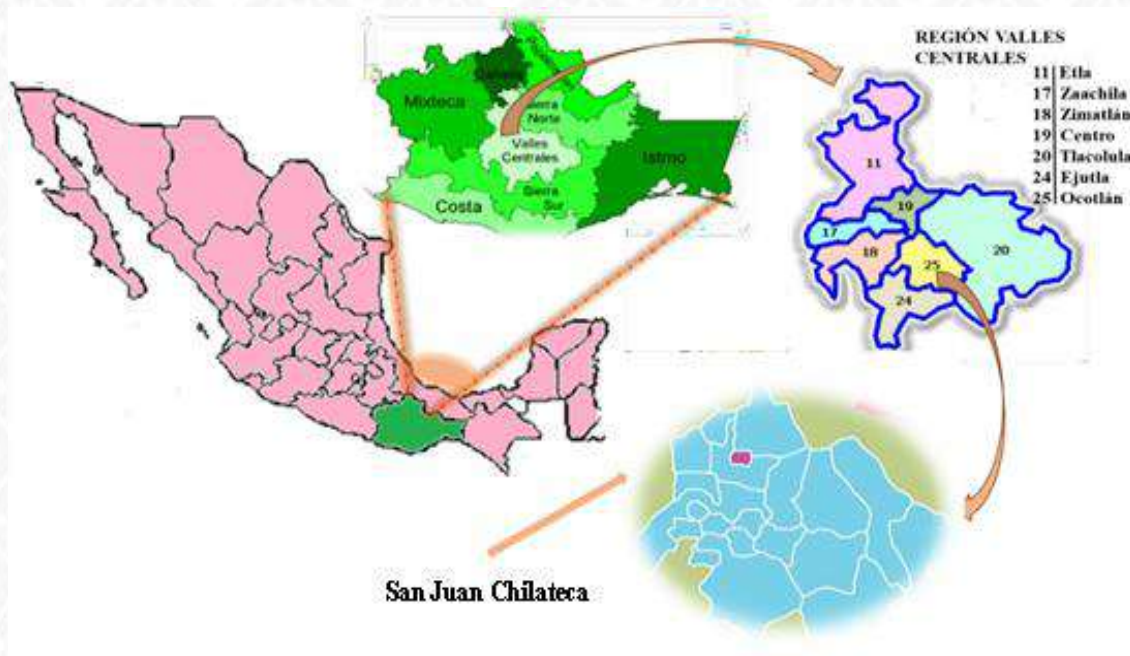 REGIÓN VALLES
CENTRALES
11 Etla
17 Zaachila
18 Zimatlán
19 Centro
20 Tlacolula
24 Ejutla
25 Ocotlán
Mixteca
Sierra
Norte
Valles
Centrales
Istmo
Costa
Sierra
Sur
11
19
17
18
25
20
24
San Juan Chilateca